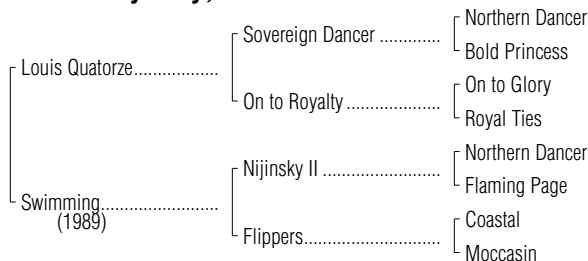 Northern Dancer
Sovereign Dancer ............
Bold Princess
Louis Quatorze.................
On to Glory
On to Royalty ................
Royal Ties
Northern Dancer
Nijinsky II .......................
Flaming Page
Swimming.......................
(1989)
Coastal
Flippers...........................
Moccasin